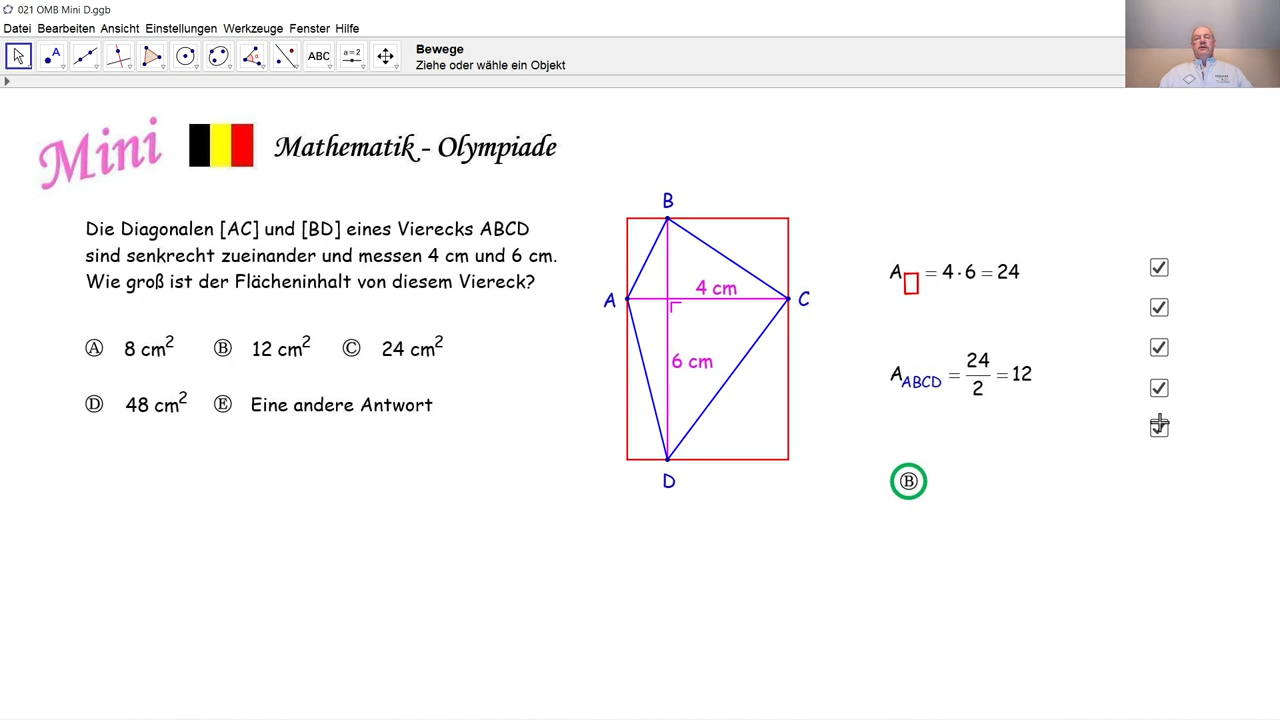 021 OMB Mini D.ggb
Datei Bearbeiten Ansicht Einstellungen Werkzeuge Fenster Hilfe
A ABC a=2
Bewege
Ziehe oder wähle ein Objekt
Mini
Mathematik - Olympiade
Die Diagonalen [AC] und [BD] eines Vierecks ABCD
sind senkrecht zueinander und messen 4 cm und 6 cm.
Wie groß ist der Flächeninhalt von diesem Viereck?
Ⓐ 8 cm² Ⓑ 12 cm² Ⓒ 24 cm²
Ⓓ 48 cm² Ⓔ Eine andere Antwort
B
A
4 cm
C
6 cm
D
A▯ = 4 · 6 = 24
A_ABCD = 24/2 = 12
Ⓑ